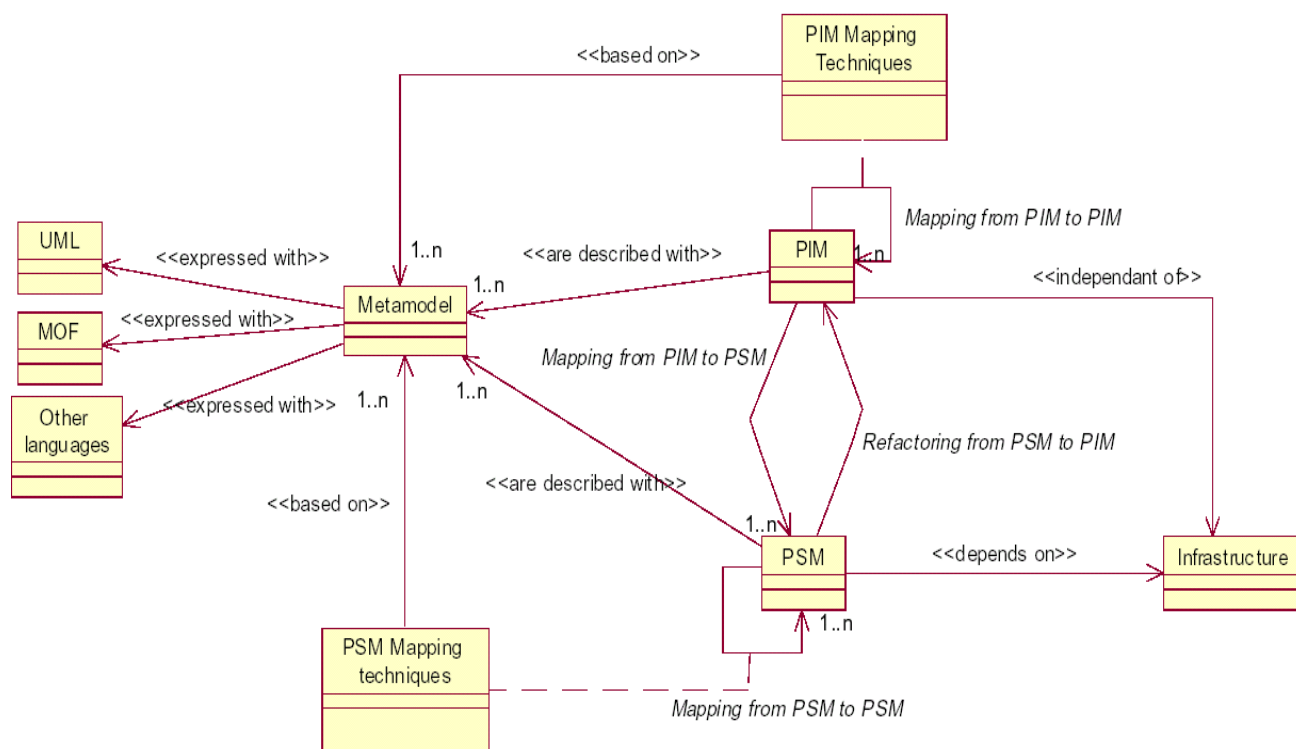 PIM Mapping
Techniques
<<based on>>
Mapping from PIM to PIM
UML
<<expressed with>>
1..n
<<are described with>>
PIM
1..n
<<independant of>>
1..n
Metamodel
MOF
<<expressed with>>
Mapping from PIM to PSM
1..n
1..n
Other
languages
<<expressed with>>
Refactoring from PSM to PIM
<<are described with>>
<<based on>>
1..n
PSM
<<depends on>>
Infrastructure
1..n
PSM Mapping
techniques
Mapping from PSM to PSM